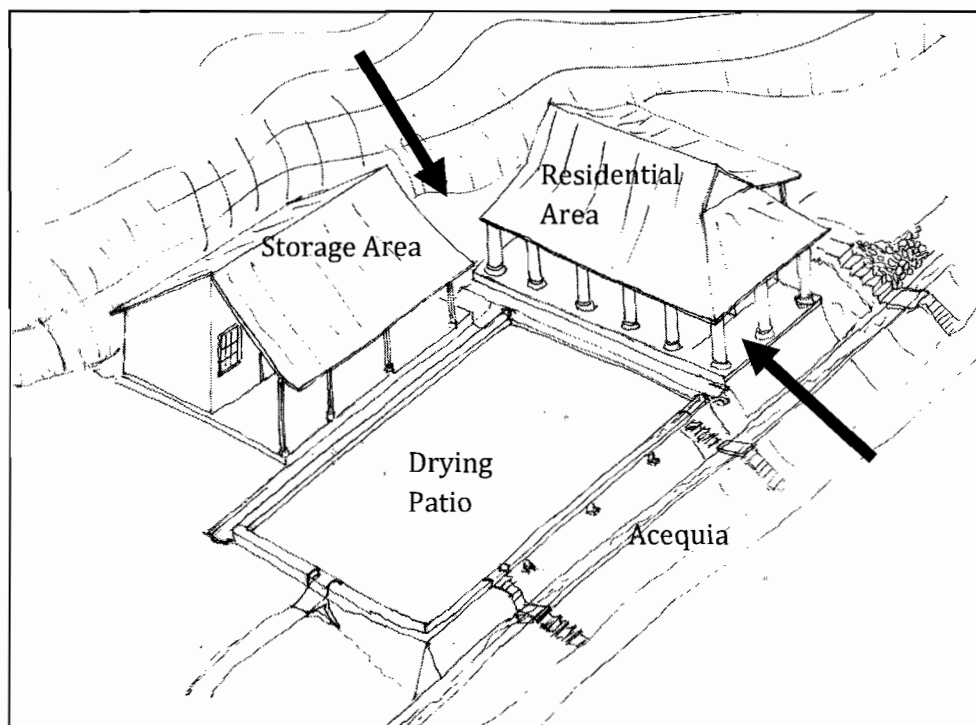 Residential
Area
Storage Area
Drying
Patio
Acequia